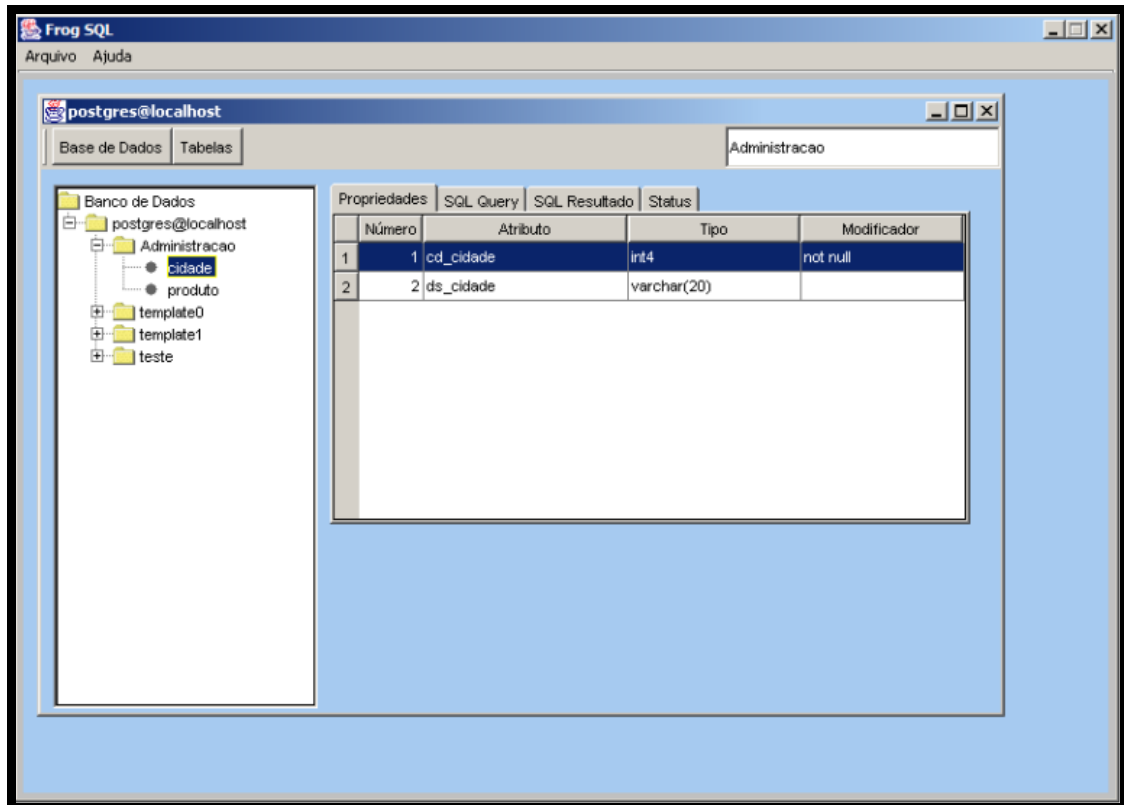 Frog SQL
Arquivo Ajuda
postgres@localhost
Base de Dados Tabelas Administracao
Banco de Dados
postgres@localhost
Administracao
cidade
produto
template0
template1
teste
Propriedades SQL Query SQL Resultado Status
Número Atributo Tipo Modificador
1 1 cd_cidade int4 not null
2 2 ds_cidade varchar(20)